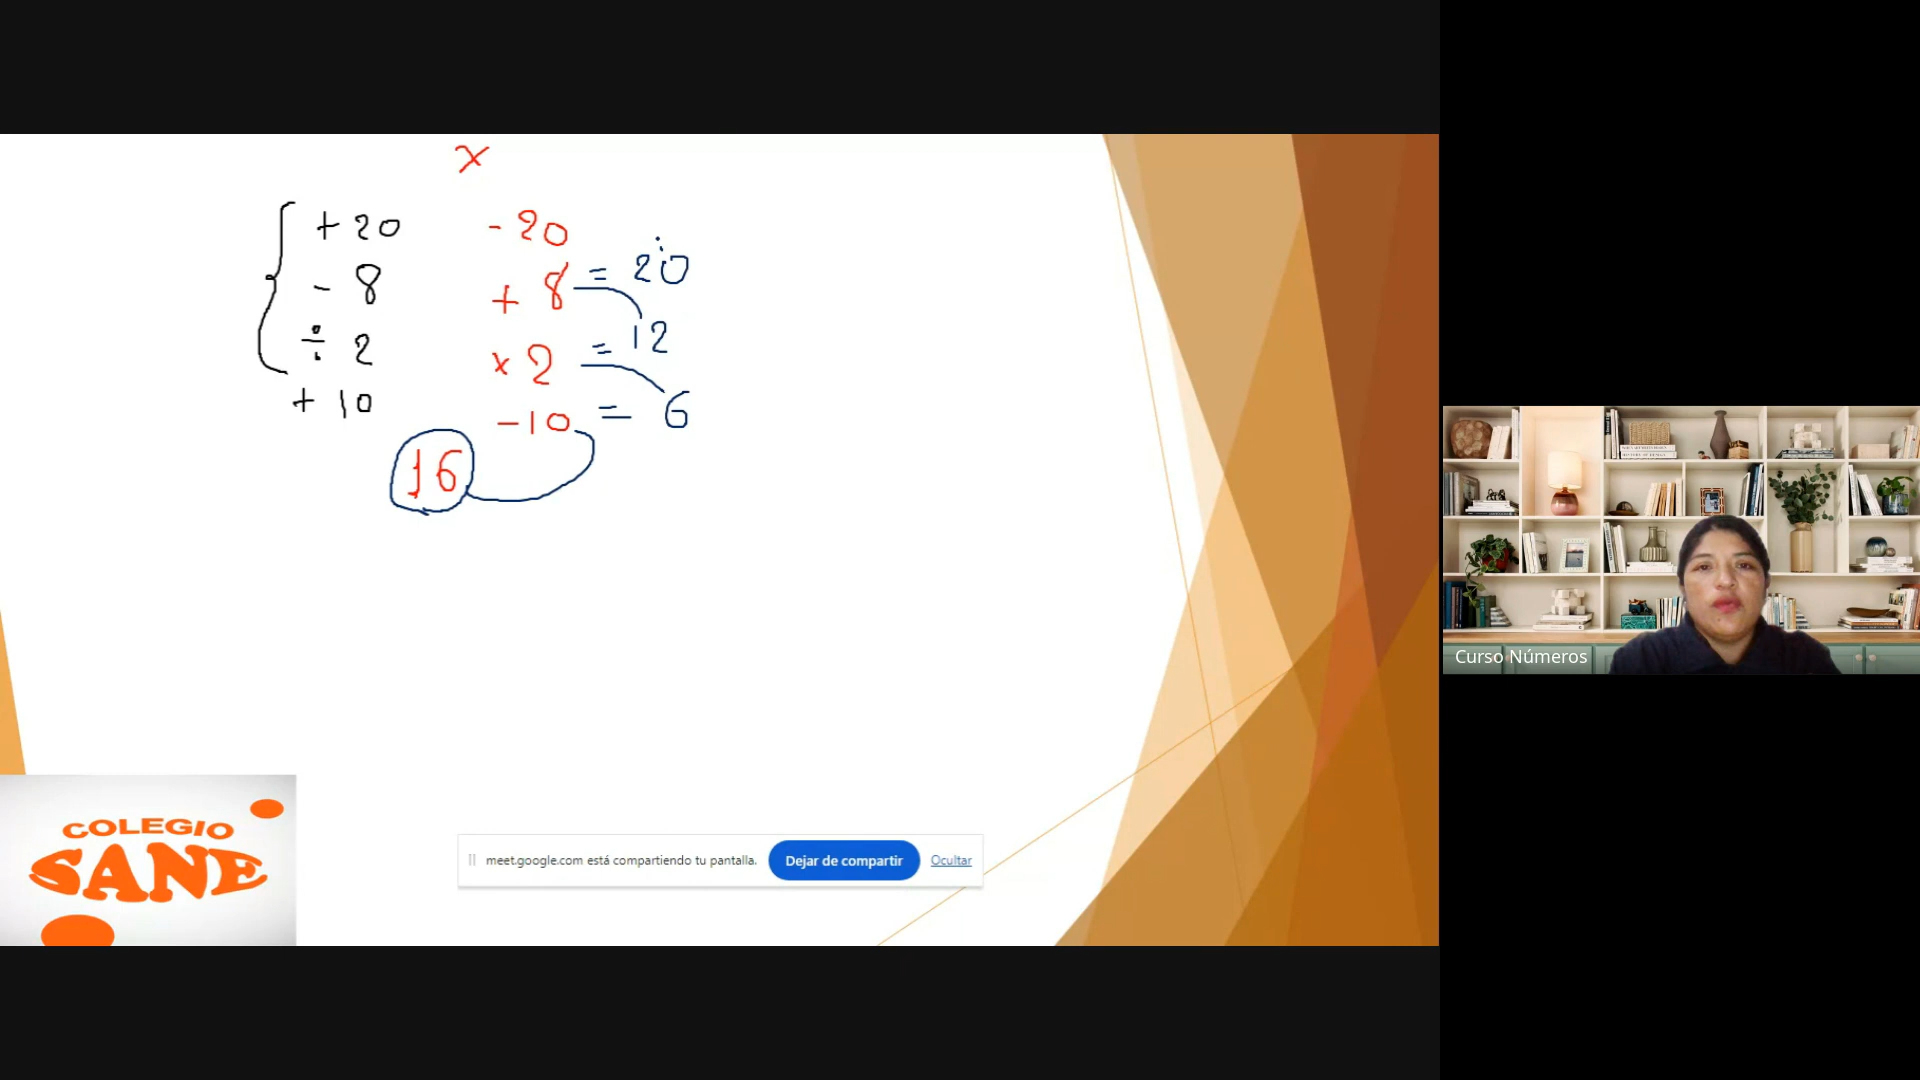 x
+ 20 - 20
- 8 + 8 = 20
÷ 2 x 2 = 12
+ 10 - 10 = 6
16
COLEGIO
SANE
meet.google.com está compartiendo tu pantalla. Dejar de compartir Ocultar
Curso Números